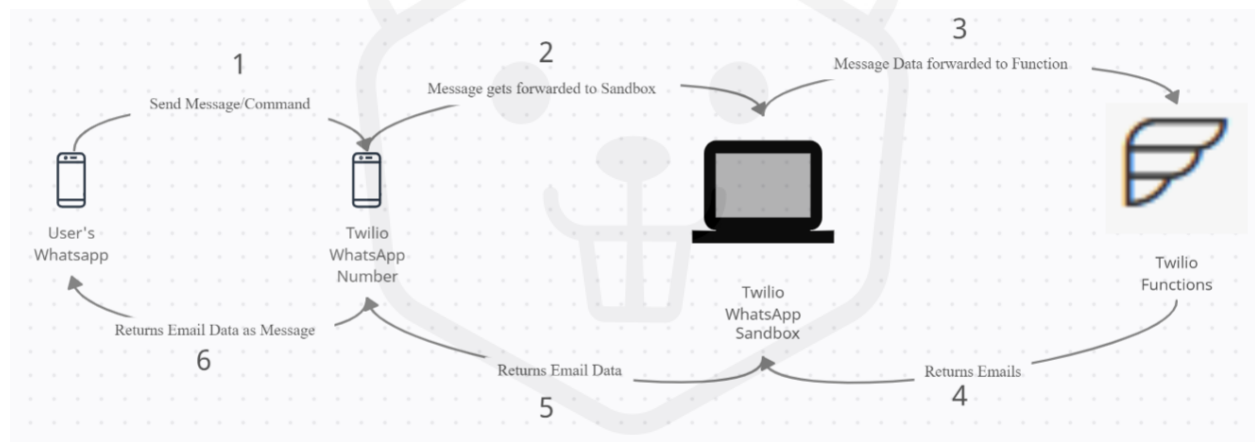 1
Send Message/Command
2
Message gets forwarded to Sandbox
3
Message Data forwarded to Function
User's
Whatsapp
Twilio
WhatsApp
Number
Twilio
WhatsApp
Sandbox
Twilio
Functions
Returns Emails
4
Returns Email Data
5
Returns Email Data as Message
6